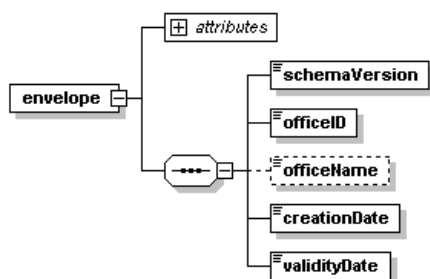 attributes
envelope
schemaVersion
officeID
officeName
creationDate
validityDate